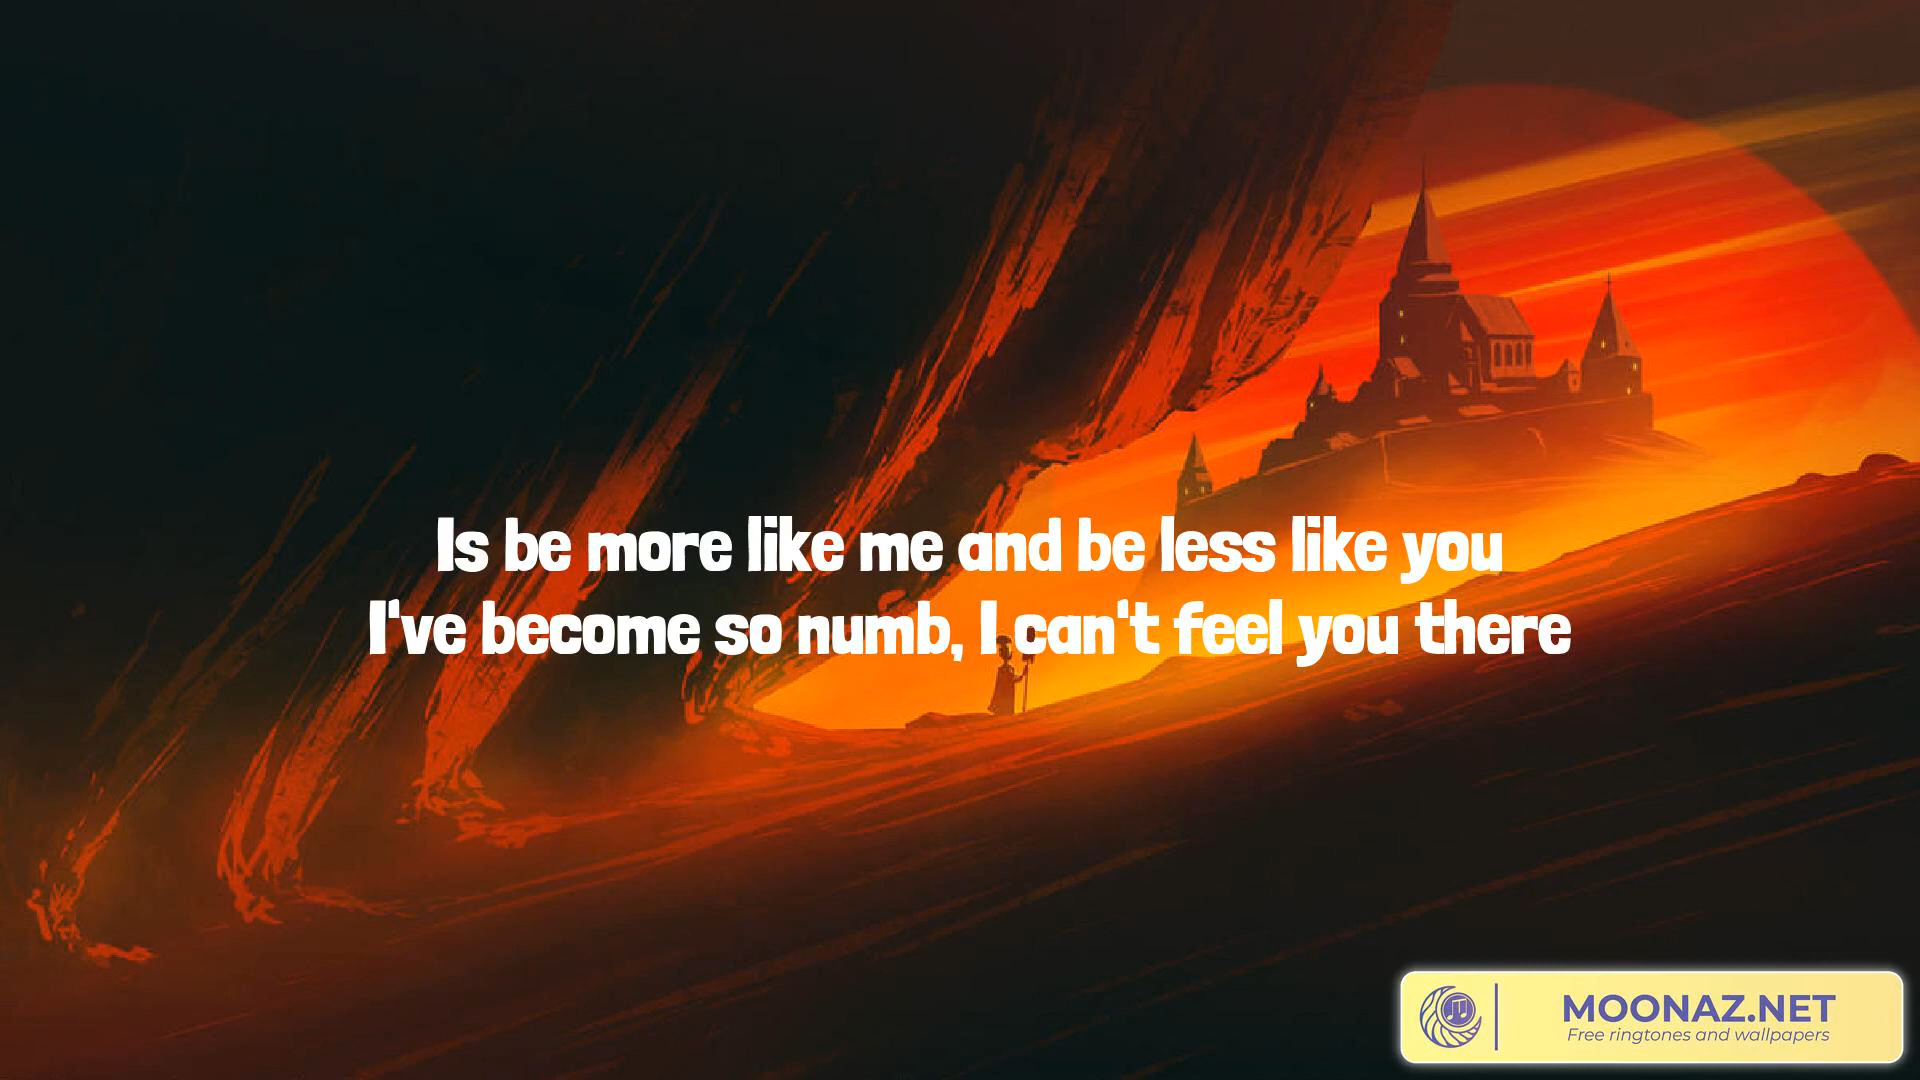 Is be more like me and be less like you
I've become so numb, I can't feel you there
MOONAZ.NET
Free ringtones and wallpapers